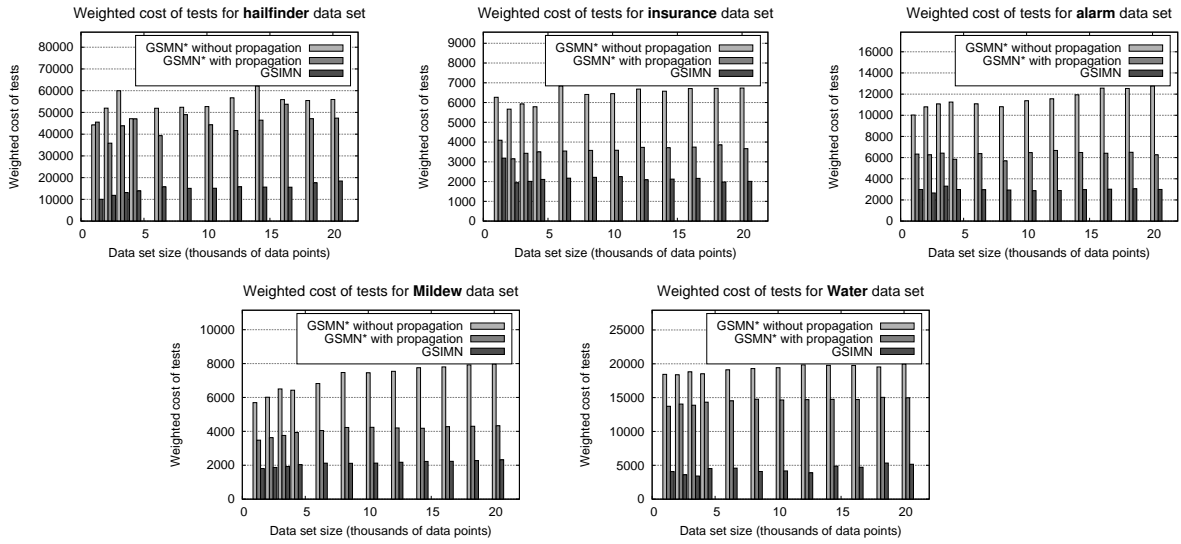 Weighted cost of tests for hailfinder data set
Weighted cost of tests
80000
70000
60000
50000
40000
30000
20000
10000
0
GSMN* without propagation
GSMN* with propagation
GSIMN
0 5 10 15 20
Data set size (thousands of data points)
Weighted cost of tests for insurance data set
Weighted cost of tests
9000
8000
7000
6000
5000
4000
3000
2000
1000
0
GSMN* without propagation
GSMN* with propagation
GSIMN
0 5 10 15 20
Data set size (thousands of data points)
Weighted cost of tests for alarm data set
Weighted cost of tests
16000
14000
12000
10000
8000
6000
4000
2000
0
GSMN* without propagation
GSMN* with propagation
GSIMN
0 5 10 15 20
Data set size (thousands of data points)
Weighted cost of tests for Mildew data set
Weighted cost of tests
10000
8000
6000
4000
2000
0
GSMN* without propagation
GSMN* with propagation
GSIMN
0 5 10 15 20
Data set size (thousands of data points)
Weighted cost of tests for Water data set
Weighted cost of tests
25000
20000
15000
10000
5000
0
GSMN* without propagation
GSMN* with propagation
GSIMN
0 5 10 15 20
Data set size (thousands of data points)